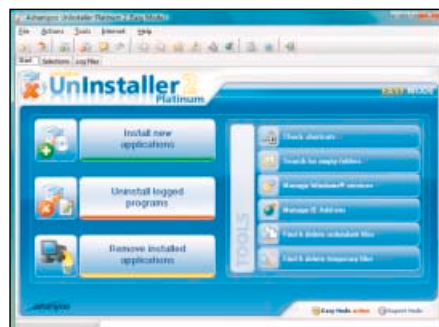 Ashampoo UnInstaller Platinum 2 (Easy Mode)
File Actions Tools Internet Help
Start Selections Log Files
UnInstaller 2
Platinum
EASY MODE
Install new
applications
Uninstall logged
programs
Remove installed
applications
TOOLS
Check shortcuts
Search for empty folders
Manage Windows® services
Manage IE Add-ons
Find & delete redundant files
Find & delete temporary files
Ashampoo
Easy Mode active Expert Mode